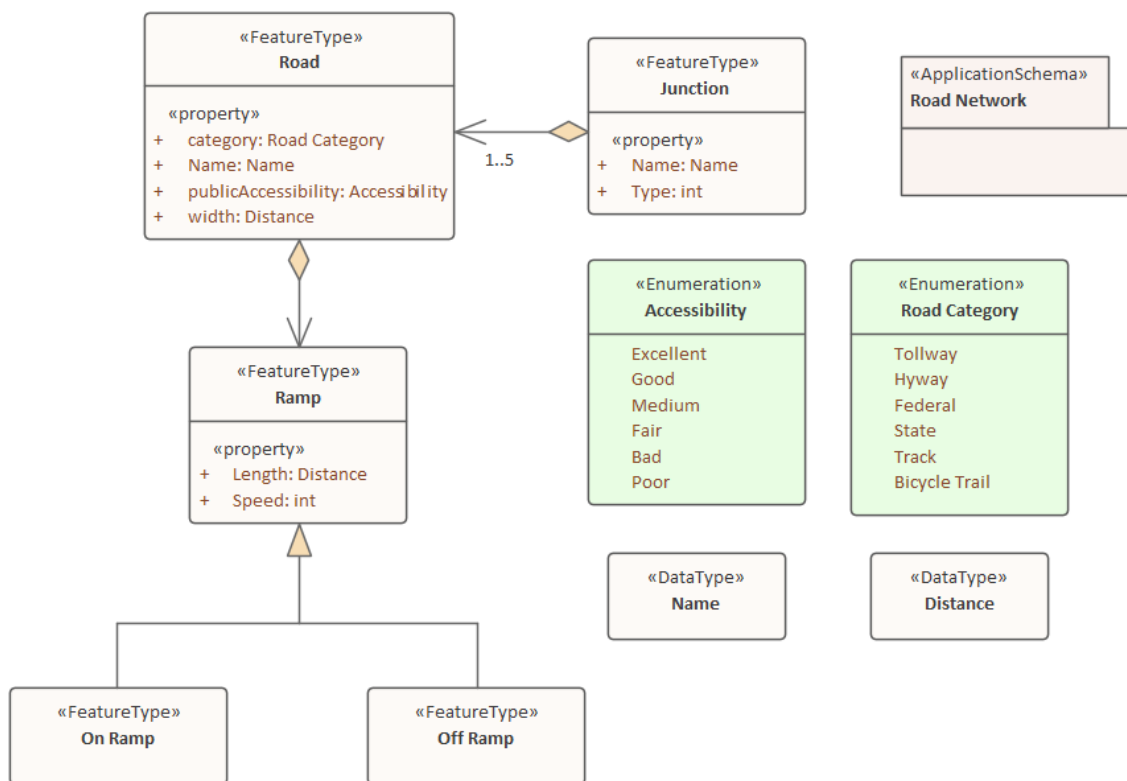 «FeatureType»
Road
«property»
+ category: Road Category
+ Name: Name
+ publicAccessibility: Accessibility
+ width: Distance
«FeatureType»
Junction
«property»
+ Name: Name
+ Type: int
1..5
«ApplicationSchema»
Road Network
«FeatureType»
Ramp
«property»
+ Length: Distance
+ Speed: int
«Enumeration»
Accessibility
Excellent
Good
Medium
Fair
Bad
Poor
«Enumeration»
Road Category
Tollway
Hyway
Federal
State
Track
Bicycle Trail
«DataType»
Name
«DataType»
Distance
«FeatureType»
On Ramp
«FeatureType»
Off Ramp